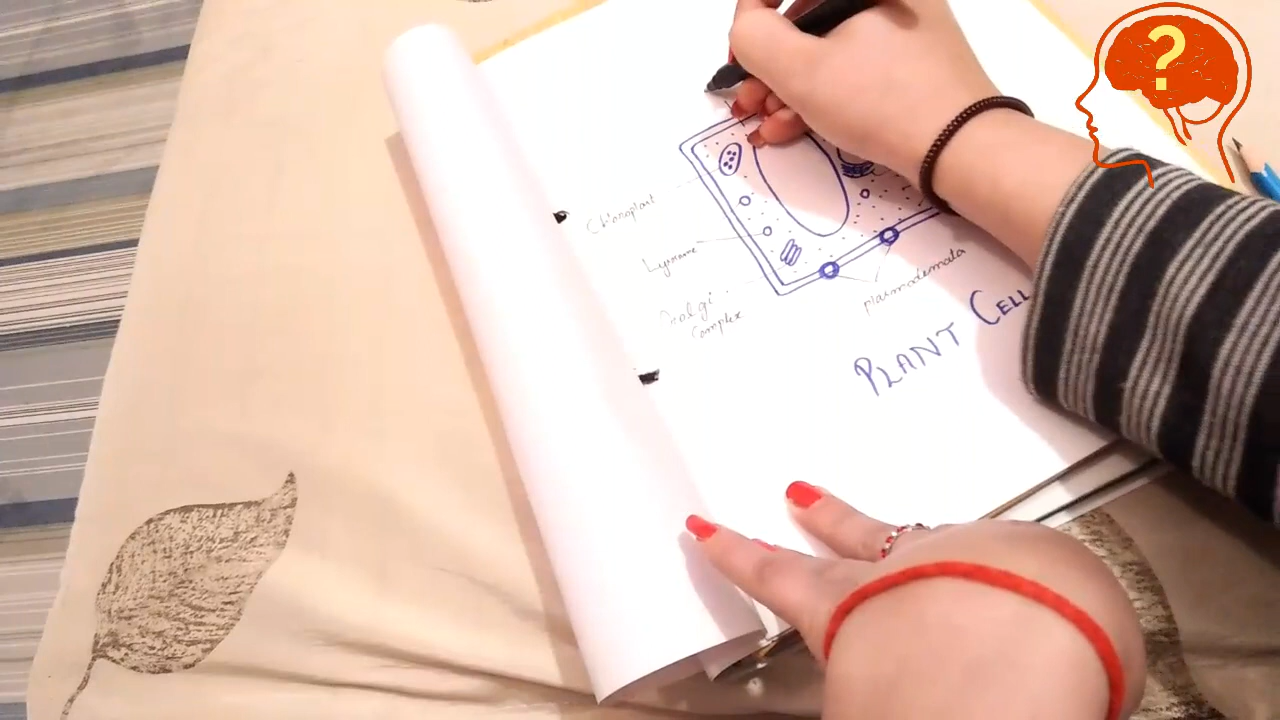 Chloroplast
Lysosome
Golgi
Complex
plasmodesmata
PLANT CELL
?